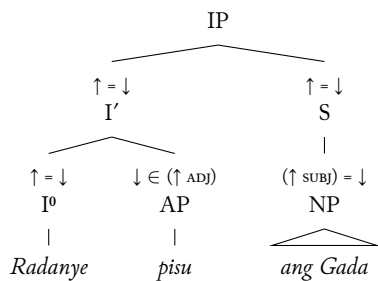 IP
↑ = ↓ ↑ = ↓
I′ S
↑ = ↓ ↓ ∈ (↑ ADJ) (↑ SUBJ) = ↓
I⁰ AP NP
Radanye pisu ang Gada